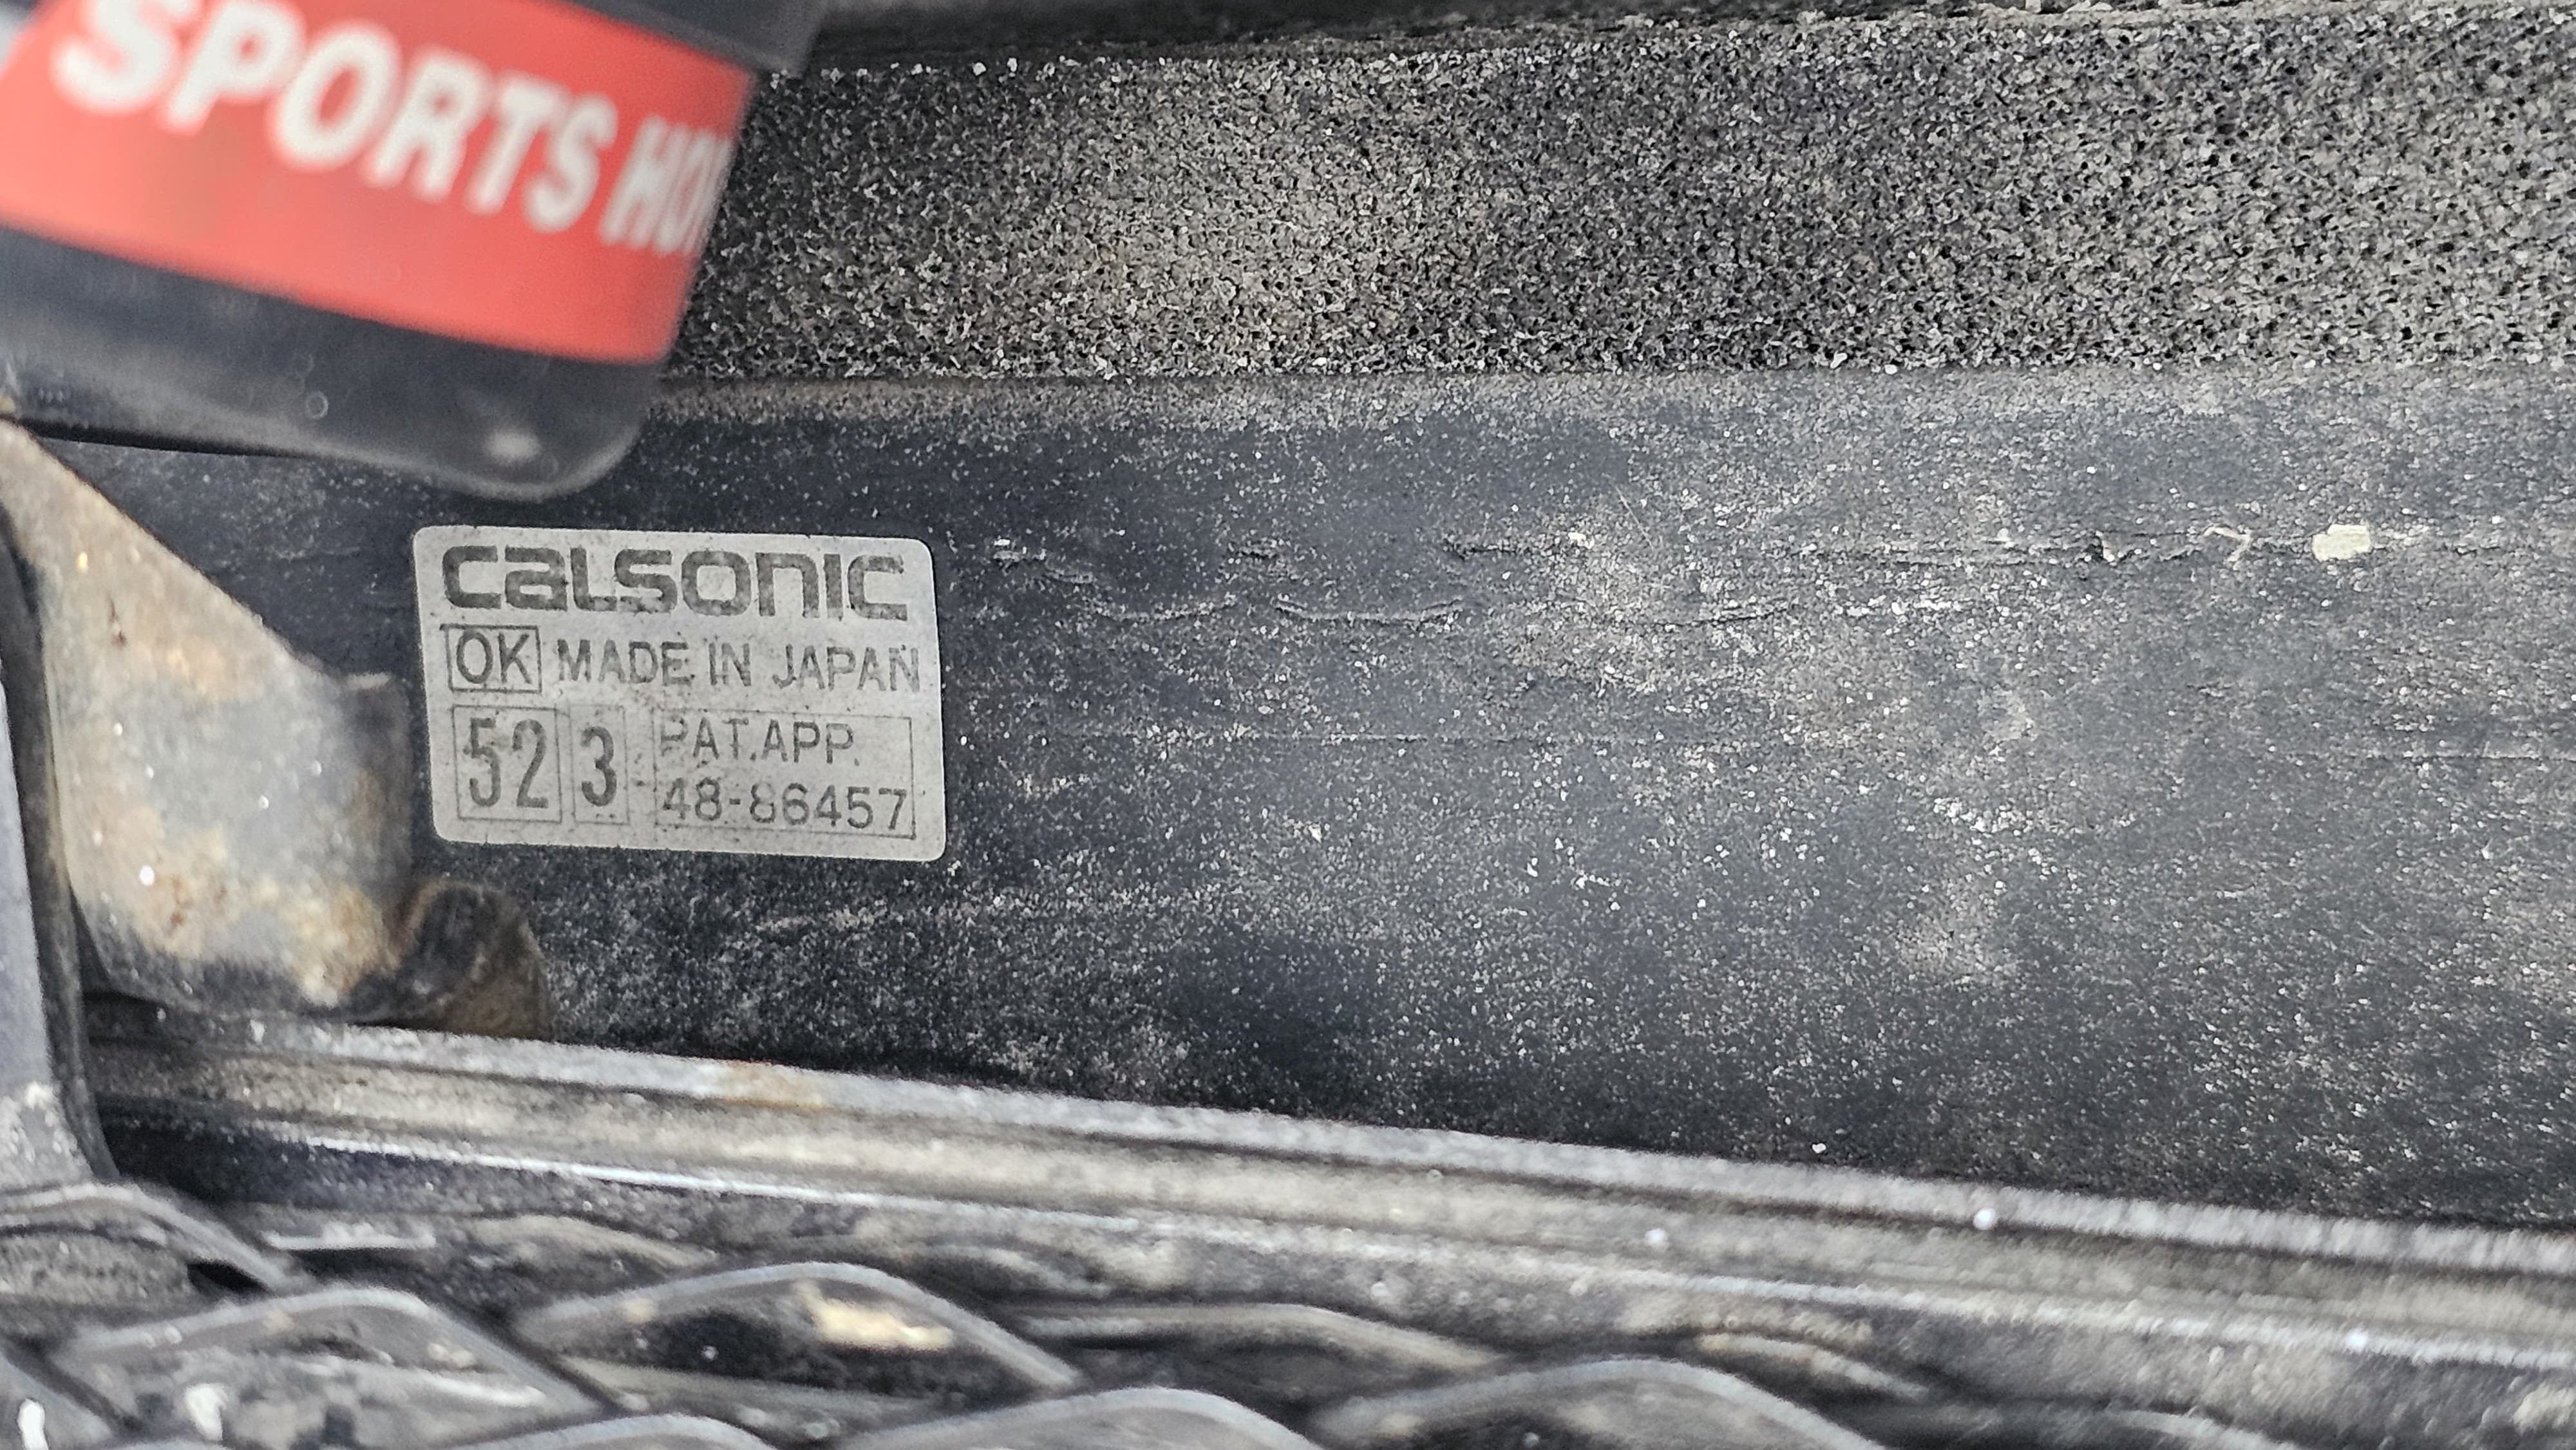 SPORTS
calsonic
OK MADE IN JAPAN
52 3 PAT.APP.
48-86457